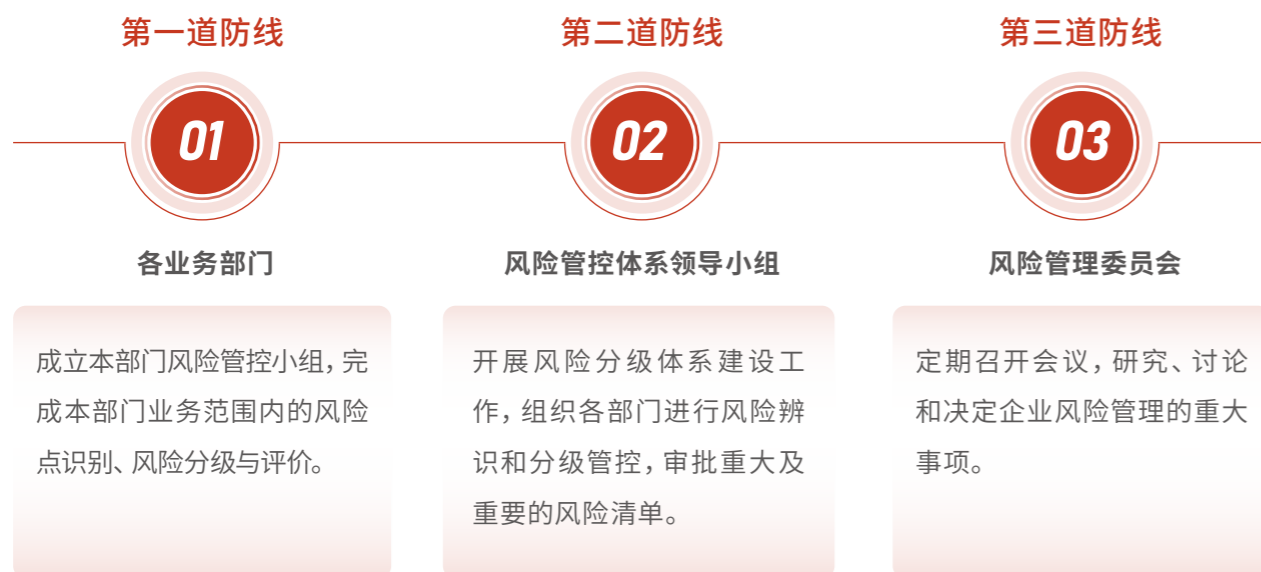 第一道防线
01
各业务部门
成立本部门风险管控小组，完
成本部门业务范围内的风险
点识别、风险分级与评价。
第二道防线
02
风险管控体系领导小组
开展风险分级体系建设工
作，组织各部门进行风险辨
识和分级管控，审批重大及
重要的风险清单。
第三道防线
03
风险管理委员会
定期召开会议，研究、讨论
和决定企业风险管理的重大
事项。